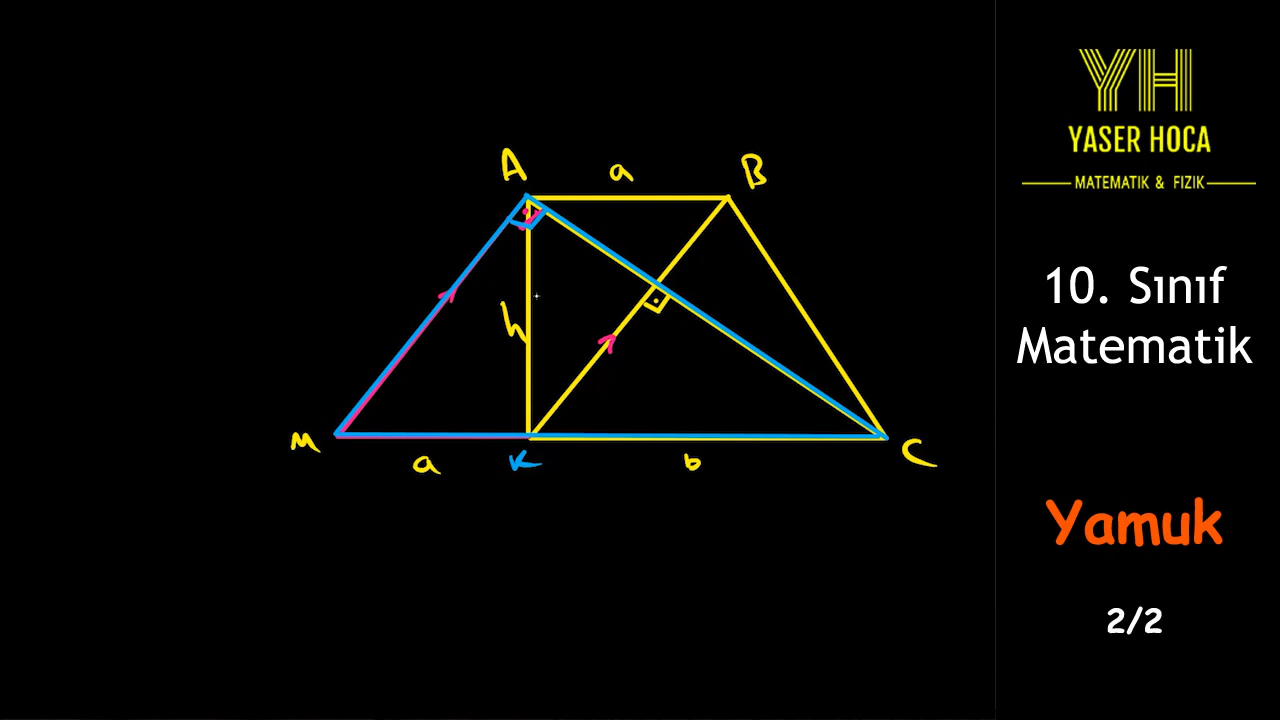 YH
YASER HOCA
MATEMATIK & FIZIK
10. Sınıf
Matematik
Yamuk
2/2
A a B
h
M a K b C